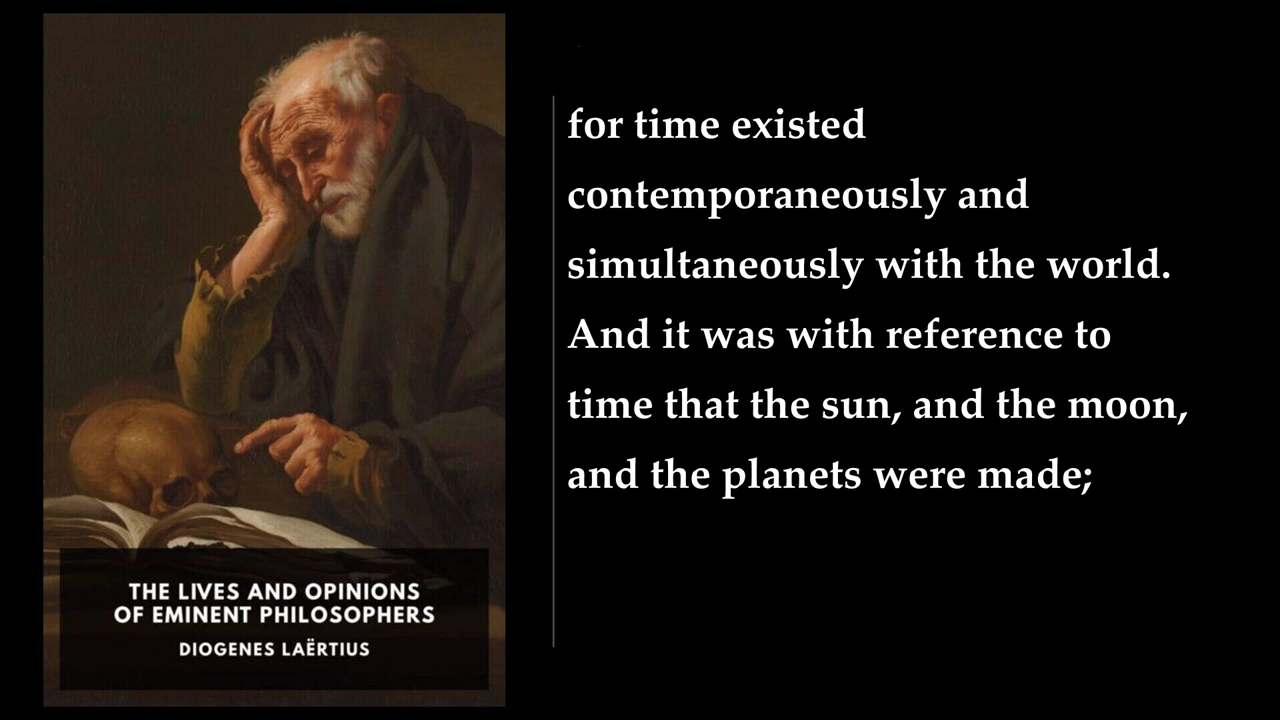 THE LIVES AND OPINIONS
OF EMINENT PHILOSOPHERS
DIOGENES LAËRTIUS
for time existed
contemporaneously and
simultaneously with the world.
And it was with reference to
time that the sun, and the moon,
and the planets were made;